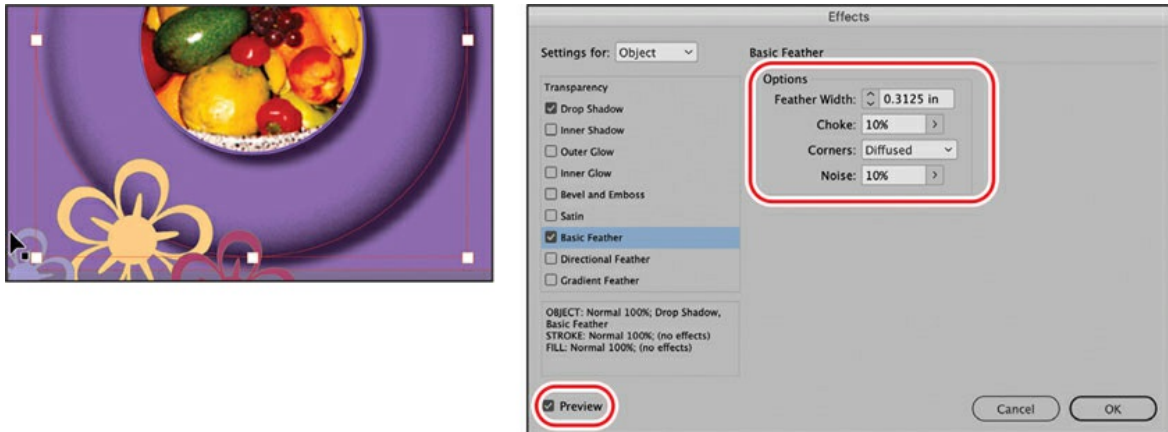 Effects
Settings for: Object
Basic Feather
Transparency
Drop Shadow
Inner Shadow
Outer Glow
Inner Glow
Bevel and Emboss
Satin
Basic Feather
Directional Feather
Gradient Feather
Options
Feather Width: 0.3125 in
Choke: 10%
Corners: Diffused
Noise: 10%
OBJECT: Normal 100%; Drop Shadow,
Basic Feather
STROKE: Normal 100%; (no effects)
FILL: Normal 100%; (no effects)
Preview
Cancel
OK